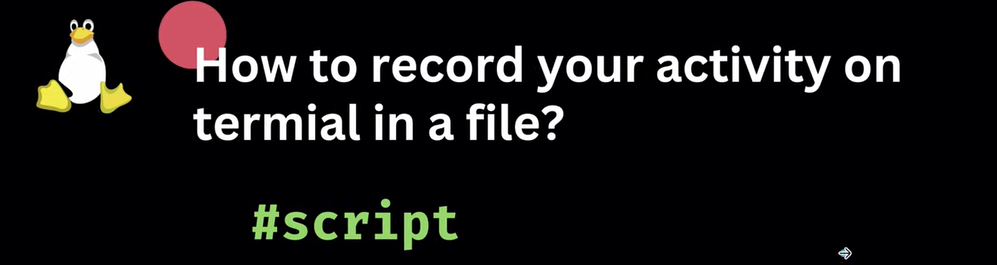 How to record your activity on
termial in a file?
#script